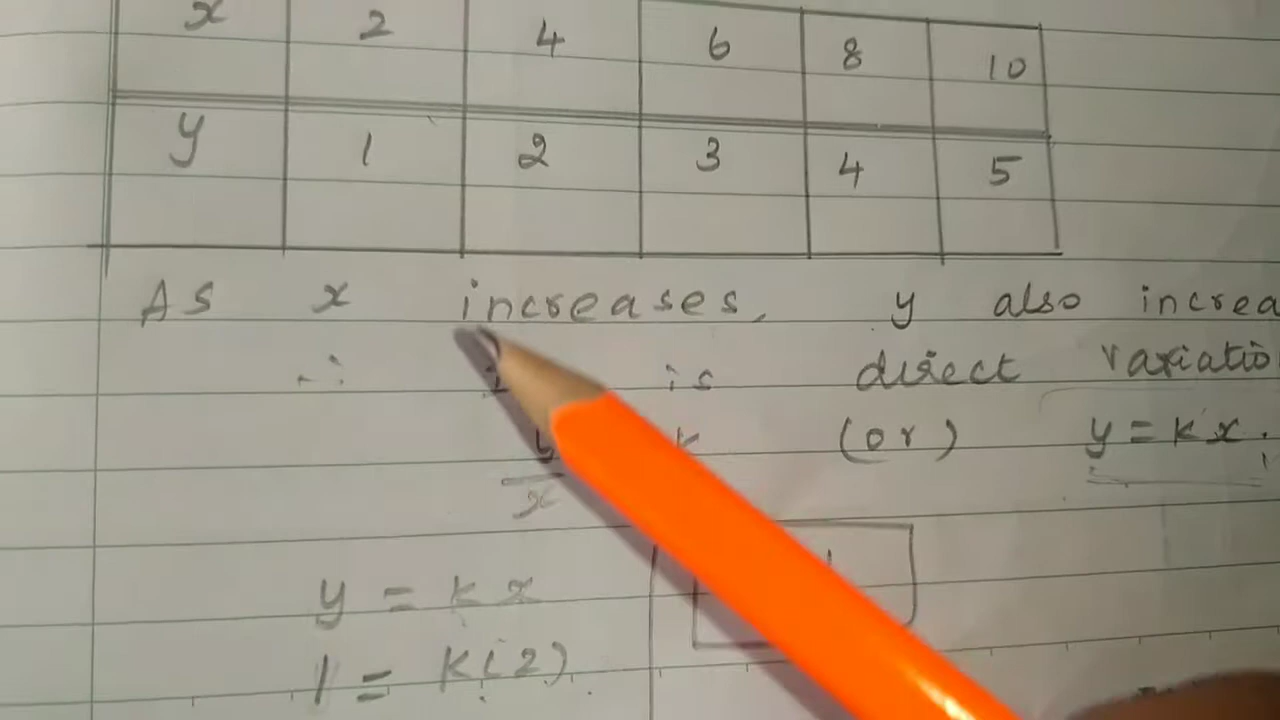 x 2 4 6 8 10
y 1 2 3 4 5
As x increases, y also increa
∴ is direct variatio
y/x k (or) y = kx.
y = kx
1 = k(2)